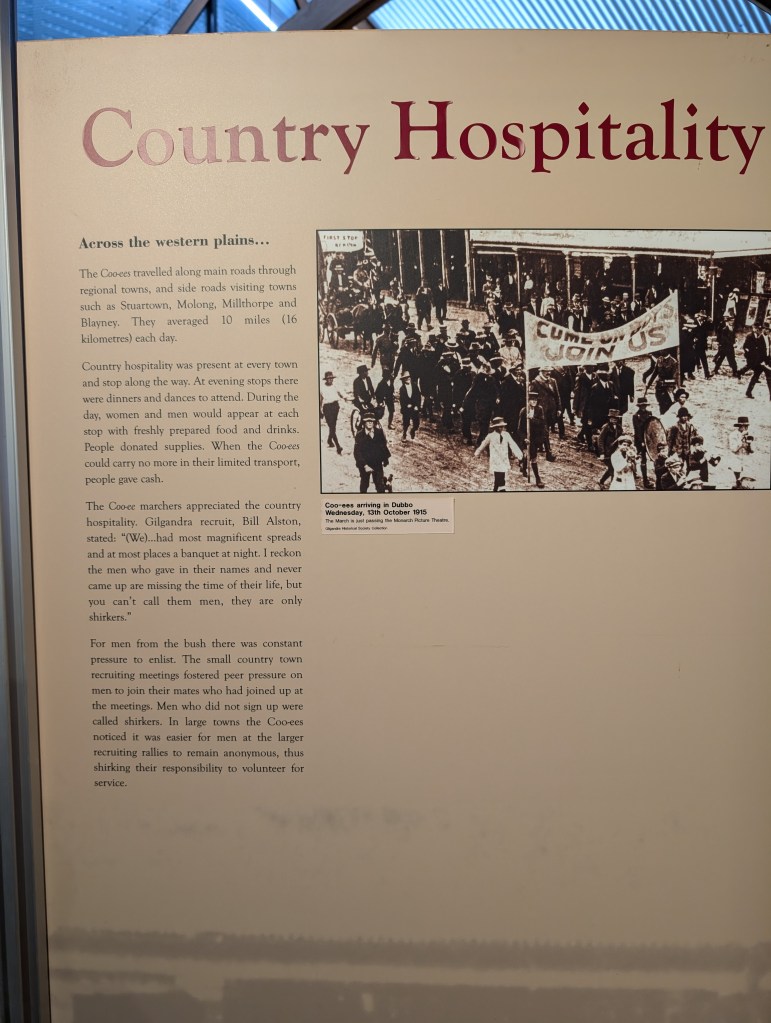 Country Hospitality
Across the western plains...
The Coo-ees travelled along main roads through
regional towns, and side roads visiting towns
such as Stuartown, Molong, Millthorpe and
Blayney. They averaged 10 miles (16
kilometres) each day.
Country hospitality was present at every town
and stop along the way. At evening stops there
were dinners and dances to attend. During the
day, women and men would appear at each
stop with freshly prepared food and drinks.
People donated supplies. When the Coo-ees
could carry no more in their limited transport,
people gave cash.
The Coo-ee marchers appreciated the country
hospitality. Gilgandra recruit, Bill Alston,
stated: “(We)...had most magnificent spreads
and at most places a banquet at night. I reckon
the men who gave in their names and never
came up are missing the time of their life, but
you can’t call them men, they are only
shirkers.”
For men from the bush there was constant
pressure to enlist. The small country town
recruiting meetings fostered peer pressure on
men to join their mates who had joined up at
the meetings. Men who did not sign up were
called shirkers. In large towns the Coo-ees
noticed it was easier for men at the larger
recruiting rallies to remain anonymous, thus
shirking their responsibility to volunteer for
service.
FIRST STOP
COME ON
JOIN US
Coo-ees arriving in Dubbo
Wednesday, 13th October 1915
The March is just passing the Monarch Picture Theatre.
Gilgandra Historical Society Collection